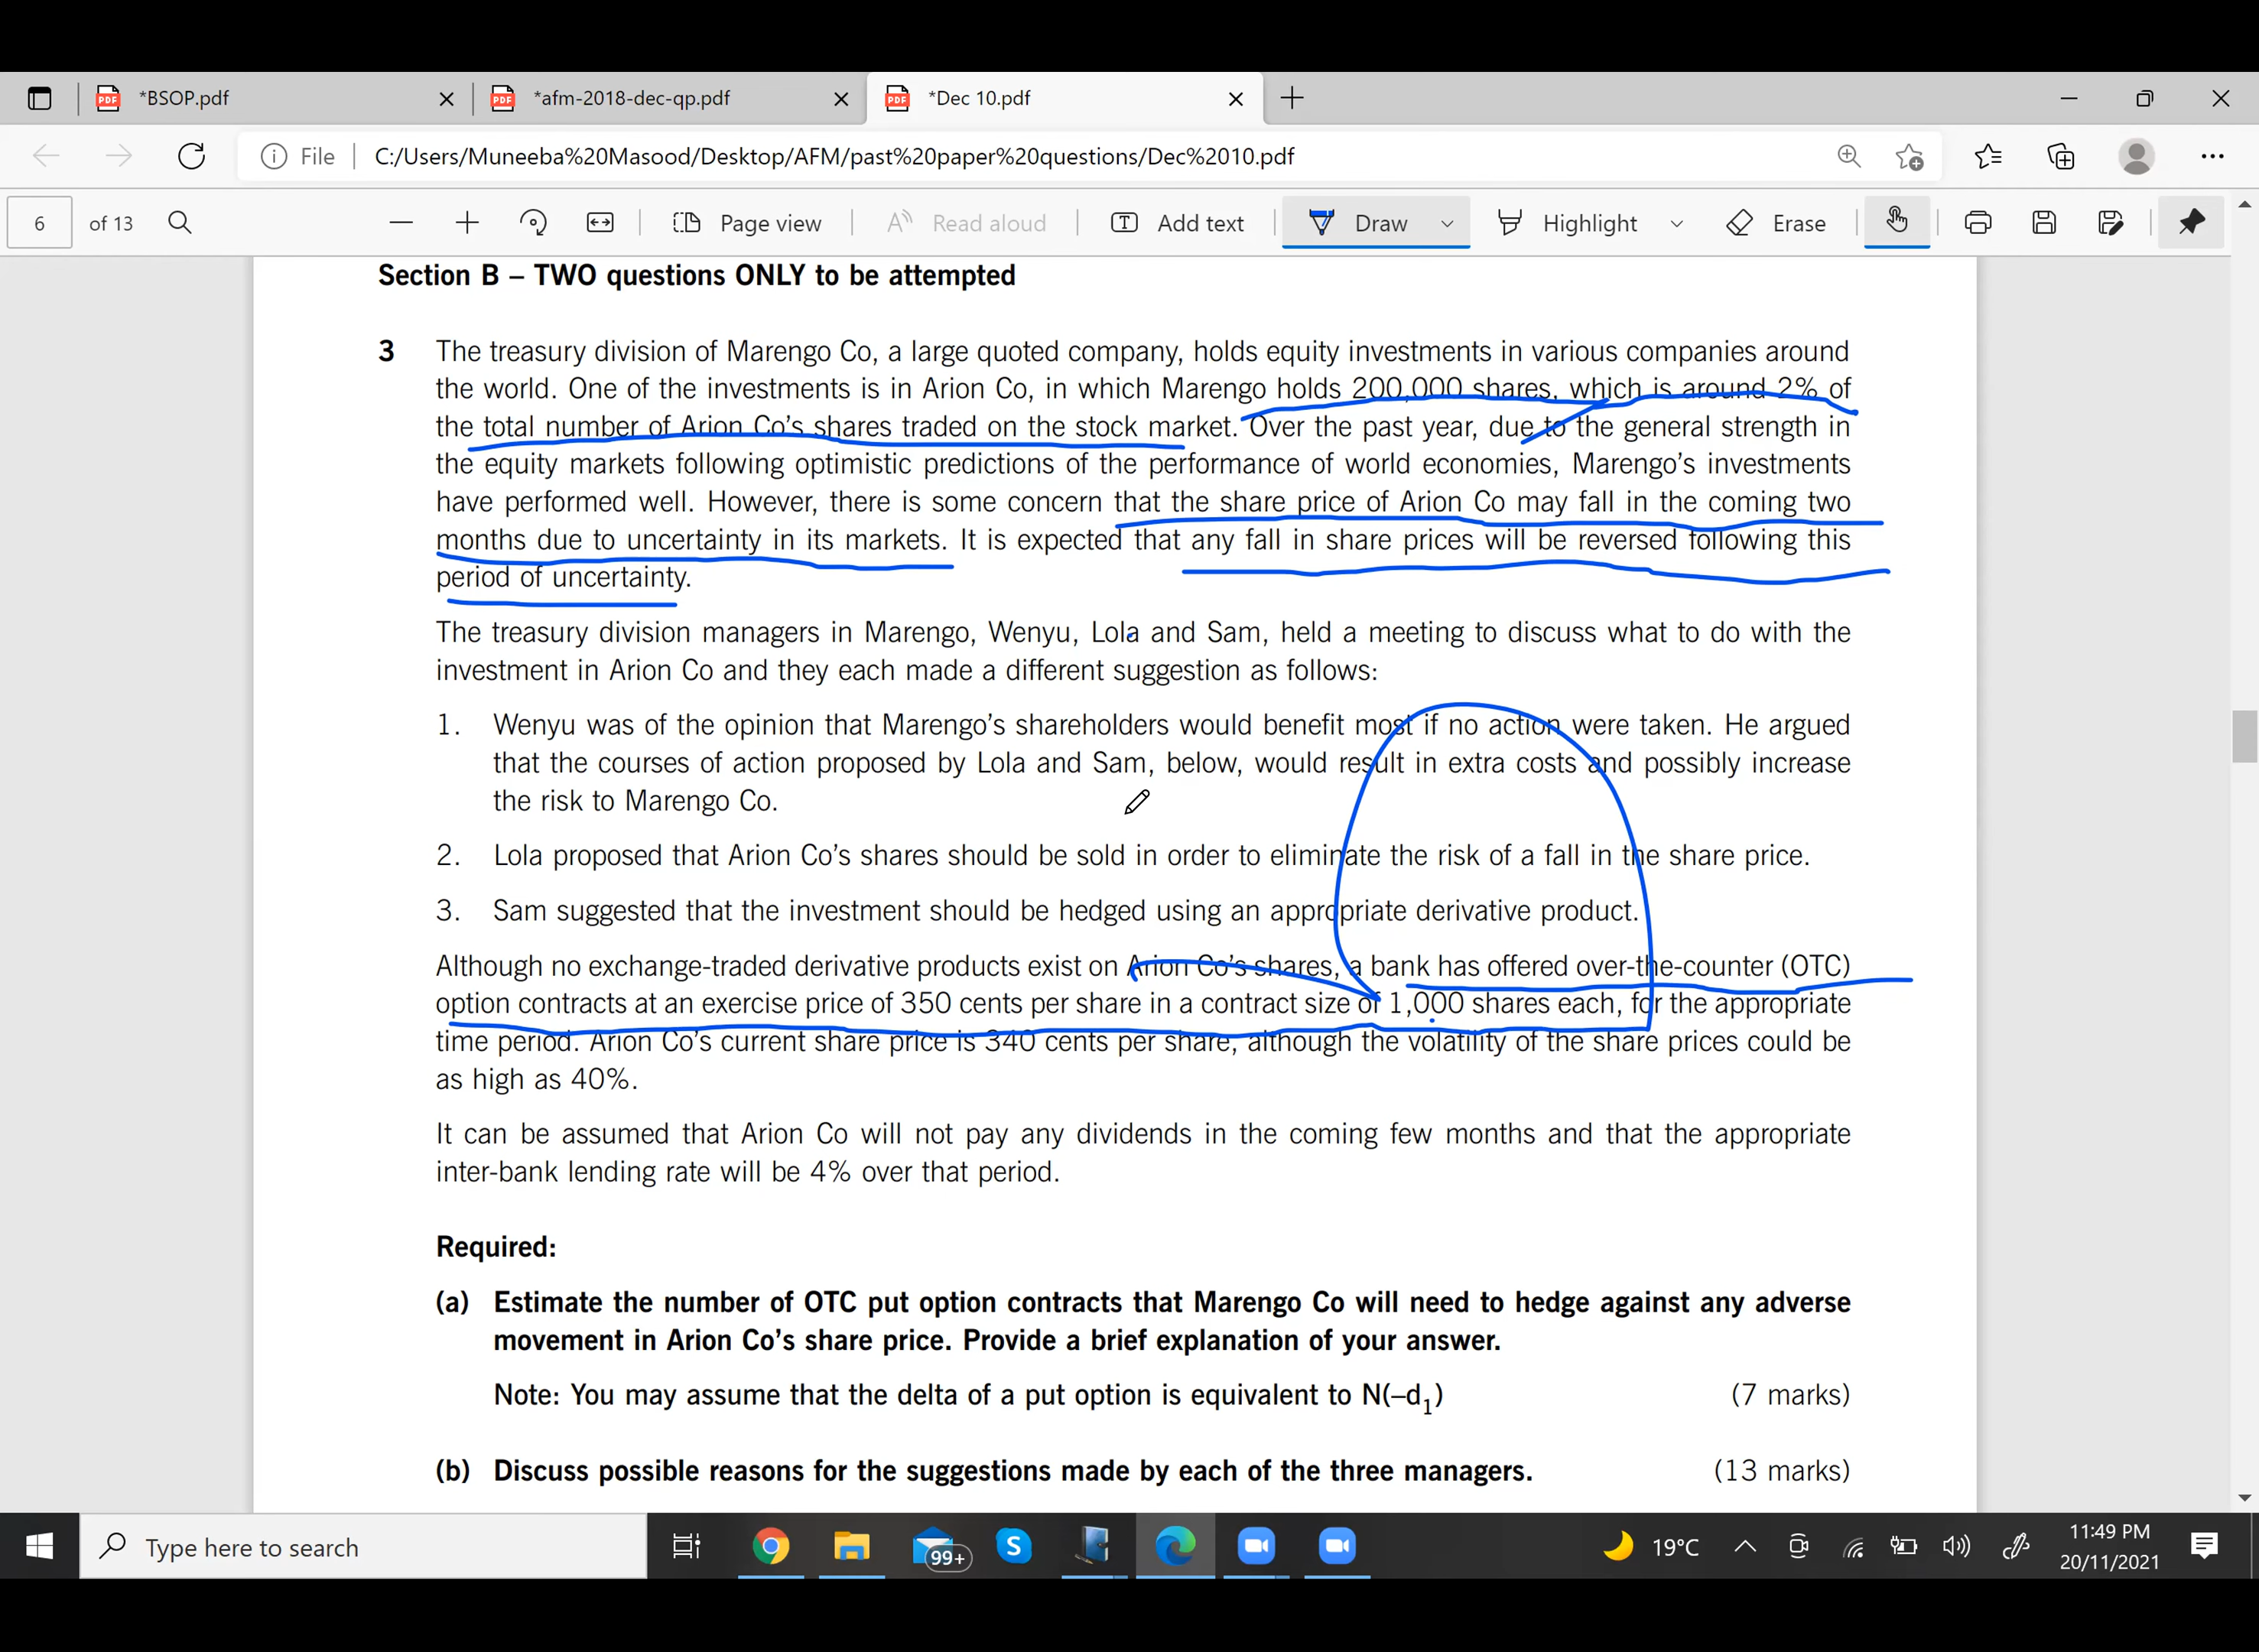 *BSOP.pdf
*afm-2018-dec-qp.pdf
*Dec 10.pdf
File
C:/Users/Muneeba%20Masood/Desktop/AFM/past%20paper%20questions/Dec%2010.pdf
6 of 13
Page view
Read aloud
Add text
Draw
Highlight
Erase
Section B – TWO questions ONLY to be attempted
3 The treasury division of Marengo Co, a large quoted company, holds equity investments in various companies around
the world. One of the investments is in Arion Co, in which Marengo holds 200,000 shares, which is around 2% of
the total number of Arion Co's shares traded on the stock market. Over the past year, due to the general strength in
the equity markets following optimistic predictions of the performance of world economies, Marengo's investments
have performed well. However, there is some concern that the share price of Arion Co may fall in the coming two
months due to uncertainty in its markets. It is expected that any fall in share prices will be reversed following this
period of uncertainty.
The treasury division managers in Marengo, Wenyu, Lola and Sam, held a meeting to discuss what to do with the
investment in Arion Co and they each made a different suggestion as follows:
1. Wenyu was of the opinion that Marengo's shareholders would benefit most if no action were taken. He argued
that the courses of action proposed by Lola and Sam, below, would result in extra costs and possibly increase
the risk to Marengo Co.
2. Lola proposed that Arion Co's shares should be sold in order to eliminate the risk of a fall in the share price.
3. Sam suggested that the investment should be hedged using an appropriate derivative product.
Although no exchange-traded derivative products exist on Arion Co's shares, a bank has offered over-the-counter (OTC)
option contracts at an exercise price of 350 cents per share in a contract size of 1,000 shares each, for the appropriate
time period. Arion Co's current share price is 340 cents per share, although the volatility of the share prices could be
as high as 40%.
It can be assumed that Arion Co will not pay any dividends in the coming few months and that the appropriate
inter-bank lending rate will be 4% over that period.
Required:
(a) Estimate the number of OTC put option contracts that Marengo Co will need to hedge against any adverse
movement in Arion Co's share price. Provide a brief explanation of your answer.
Note: You may assume that the delta of a put option is equivalent to N(–d1) (7 marks)
(b) Discuss possible reasons for the suggestions made by each of the three managers. (13 marks)
Type here to search
99+
19°C
11:49 PM
20/11/2021